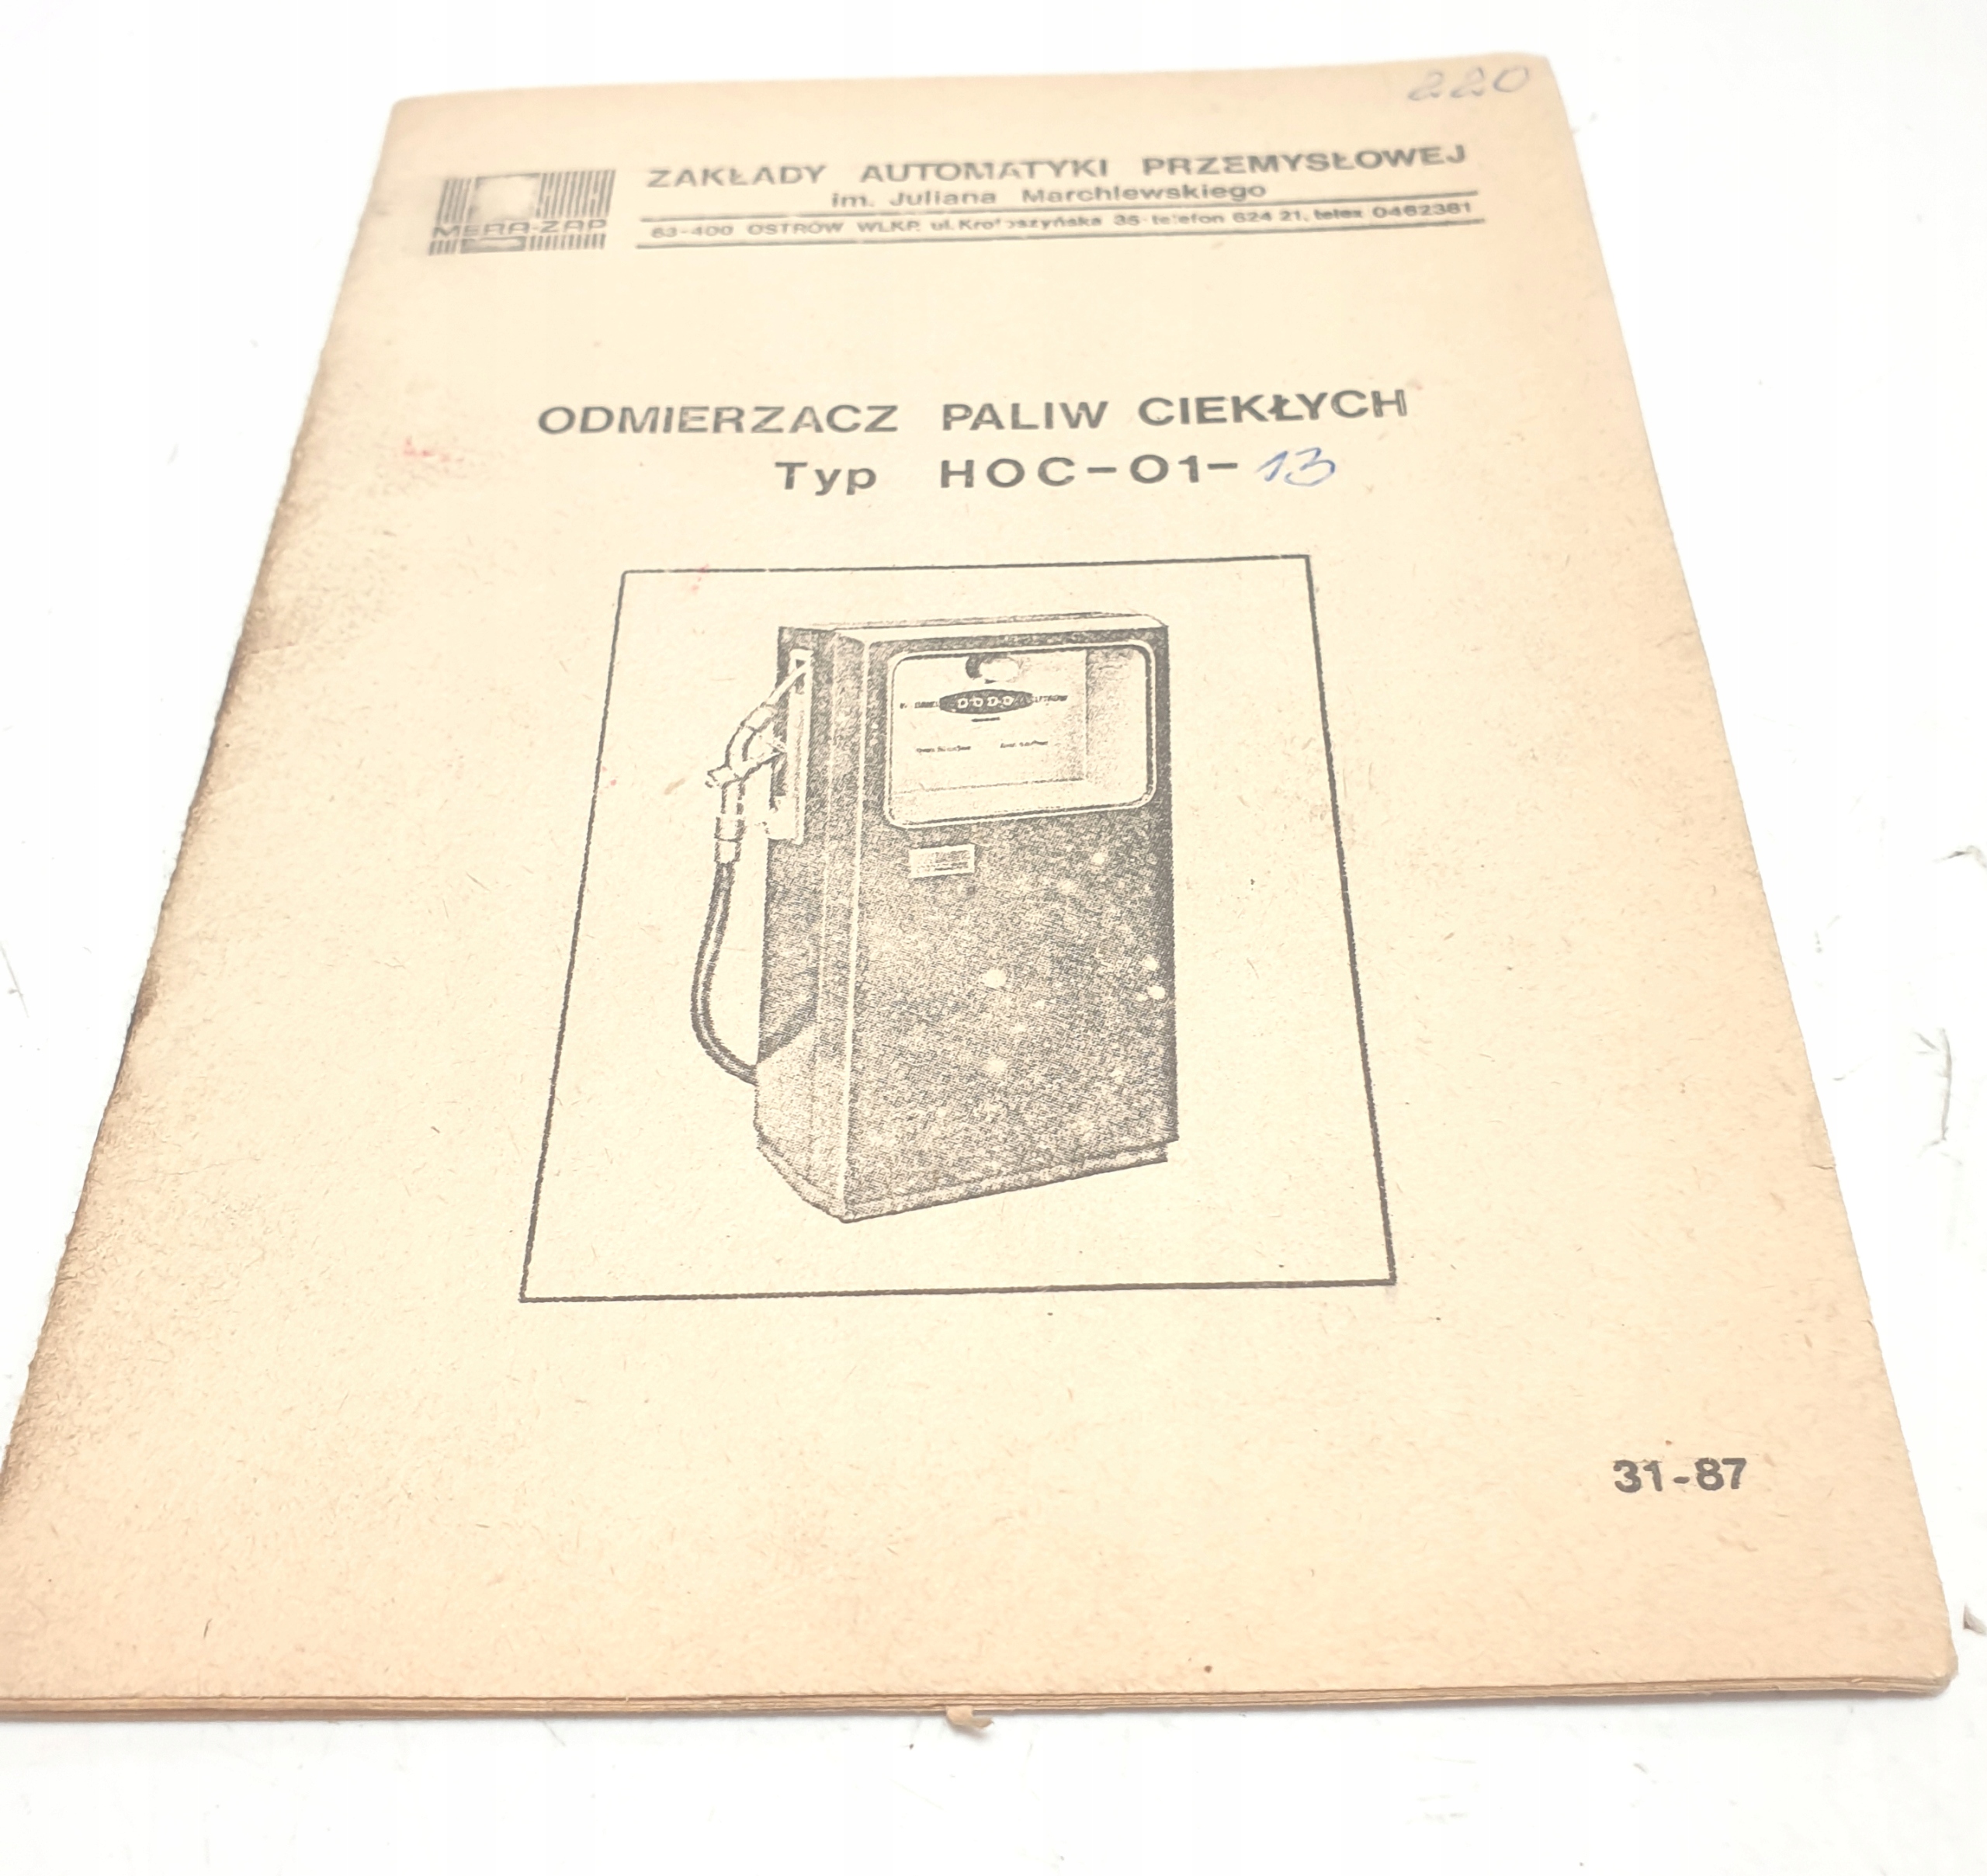 220
MERA-ZAP
ZAKŁADY AUTOMATYKI PRZEMYSŁOWEJ
im. Juliana Marchlewskiego
63-400 OSTRÓW WLKP. ul. Krotoszyńska 35 telefon 624 21, telex 0462381
ODMIERZACZ PALIW CIEKŁYCH
Typ HOC-01-13
31-87